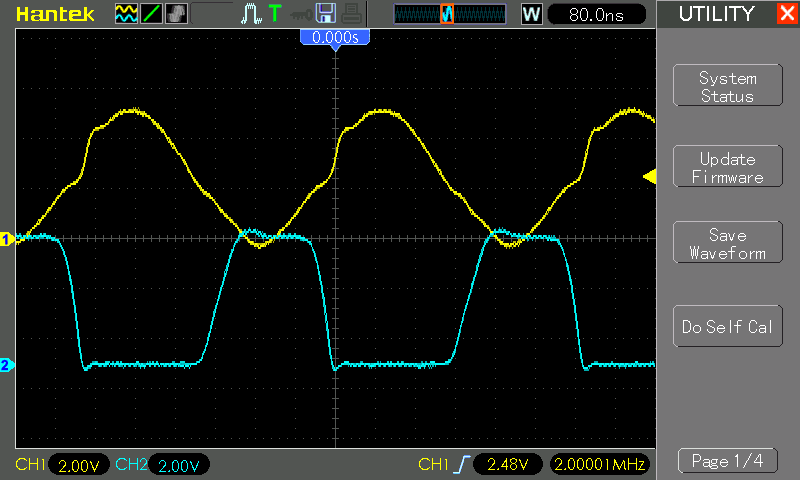 Hantek
T
W
80.0ns
UTILITY
0.000s
System
Status
Update
Firmware
1
Save
Waveform
Do Self Cal
2
CH1 2.00V CH2 2.00V CH1 2.48V 2.00001MHz
Page 1/4